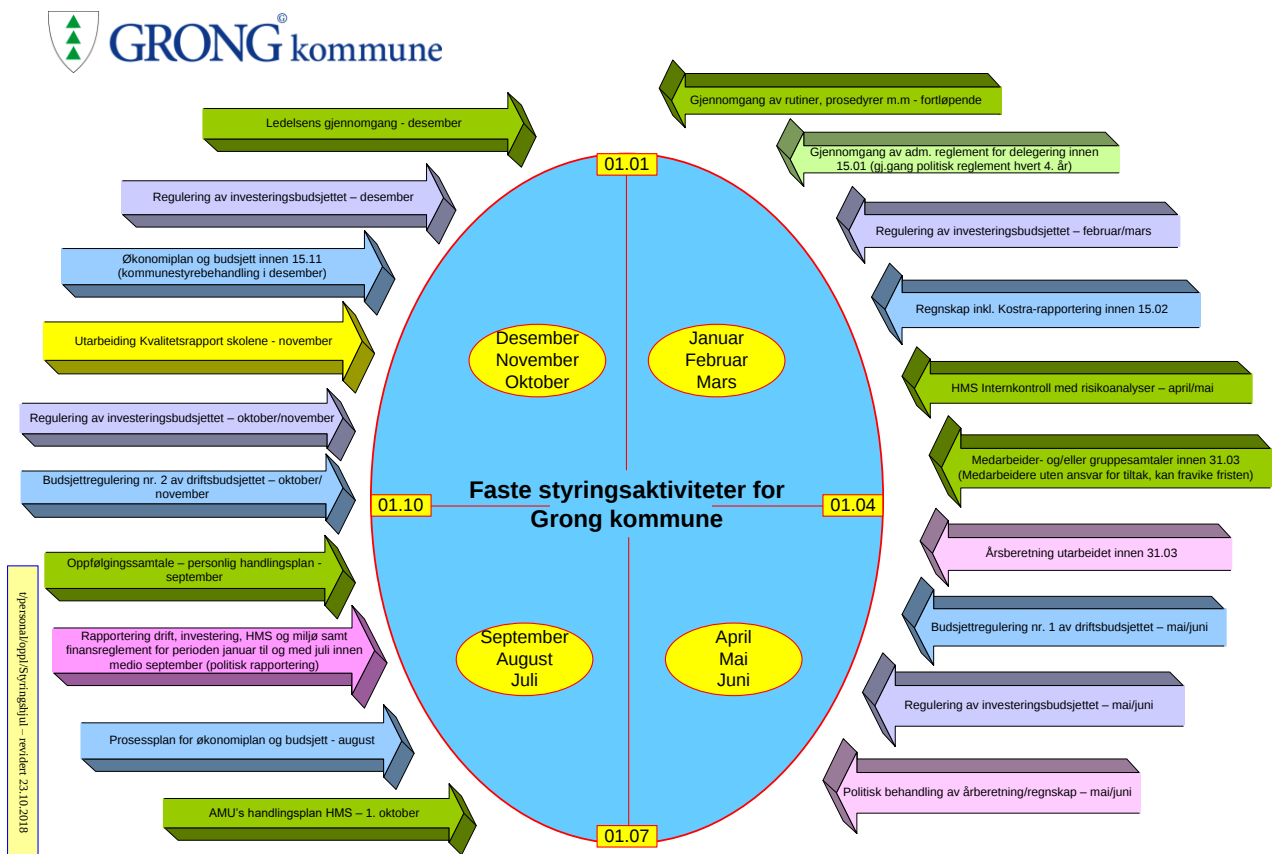 GRONG© kommune
Gjennomgang av rutiner, prosedyrer m.m - fortløpende
Gjennomgang av adm. reglement for delegering innen
15.01 (gj.gang politisk reglement hvert 4. år)
Regulering av investeringsbudsjettet – februar/mars
Regnskap inkl. Kostra-rapportering innen 15.02
HMS Internkontroll med risikoanalyser – april/mai
Medarbeider- og/eller gruppesamtaler innen 31.03
(Medarbeidere uten ansvar for tiltak, kan fravike fristen)
Årsberetning utarbeidet innen 31.03
Budsjettregulering nr. 1 av driftsbudsjettet – mai/juni
Regulering av investeringsbudsjettet – mai/juni
Politisk behandling av årberetning/regnskap – mai/juni
Ledelsens gjennomgang - desember
Regulering av investeringsbudsjettet – desember
Økonomiplan og budsjett innen 15.11
(kommunestyrebehandling i desember)
Utarbeiding Kvalitetsrapport skolene - november
Regulering av investeringsbudsjettet – oktober/november
Budsjettregulering nr. 2 av driftsbudsjettet – oktober/
november
Oppfølgingssamtale – personlig handlingsplan -
september
Rapportering drift, investering, HMS og miljø samt
finansreglement for perioden januar til og med juli innen
medio september (politisk rapportering)
Prosessplan for økonomiplan og budsjett - august
AMU's handlingsplan HMS – 1. oktober
01.01
Desember
November
Oktober
Januar
Februar
Mars
01.10
Faste styringsaktiviteter for
Grong kommune
01.04
September
August
Juli
April
Mai
Juni
01.07
t/personal/oppl/Styringshjul – revidert 23.10.2018